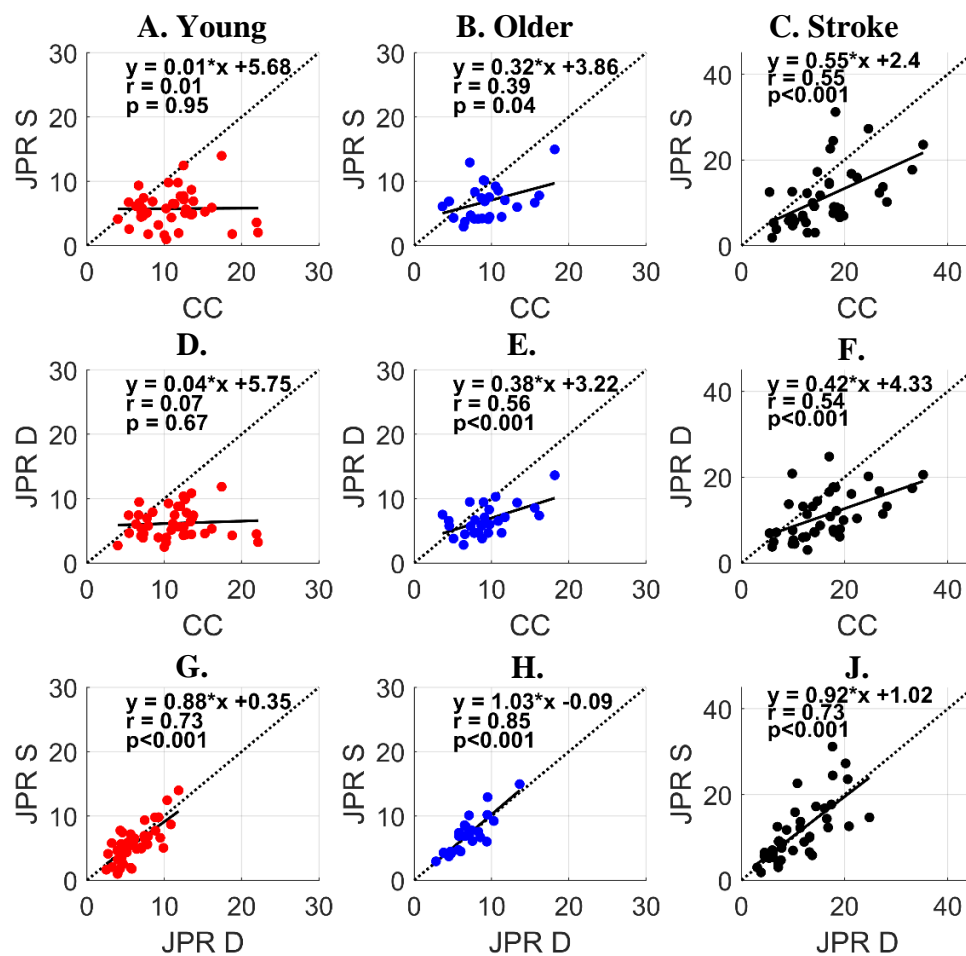 A. Young
B. Older
C. Stroke
30
20
10
0
JPR S
y = 0.01*x +5.68
r = 0.01
p = 0.95
0
10
20
30
CC
30
20
10
0
JPR S
y = 0.32*x +3.86
r = 0.39
p = 0.04
0
10
20
30
CC
40
20
0
JPR S
y = 0.55*x +2.4
r = 0.55
p<0.001
0
20
40
CC
D.
E.
F.
30
20
10
0
JPR D
y = 0.04*x +5.75
r = 0.07
p = 0.67
0
10
20
30
CC
30
20
10
0
JPR D
y = 0.38*x +3.22
r = 0.56
p<0.001
0
10
20
30
CC
40
20
0
JPR D
y = 0.42*x +4.33
r = 0.54
p<0.001
0
20
40
CC
G.
H.
J.
30
20
10
0
JPR S
y = 0.88*x +0.35
r = 0.73
p<0.001
0
10
20
30
JPR D
30
20
10
0
JPR S
y = 1.03*x -0.09
r = 0.85
p<0.001
0
10
20
30
JPR D
40
20
0
JPR S
y = 0.92*x +1.02
r = 0.73
p<0.001
0
20
40
JPR D